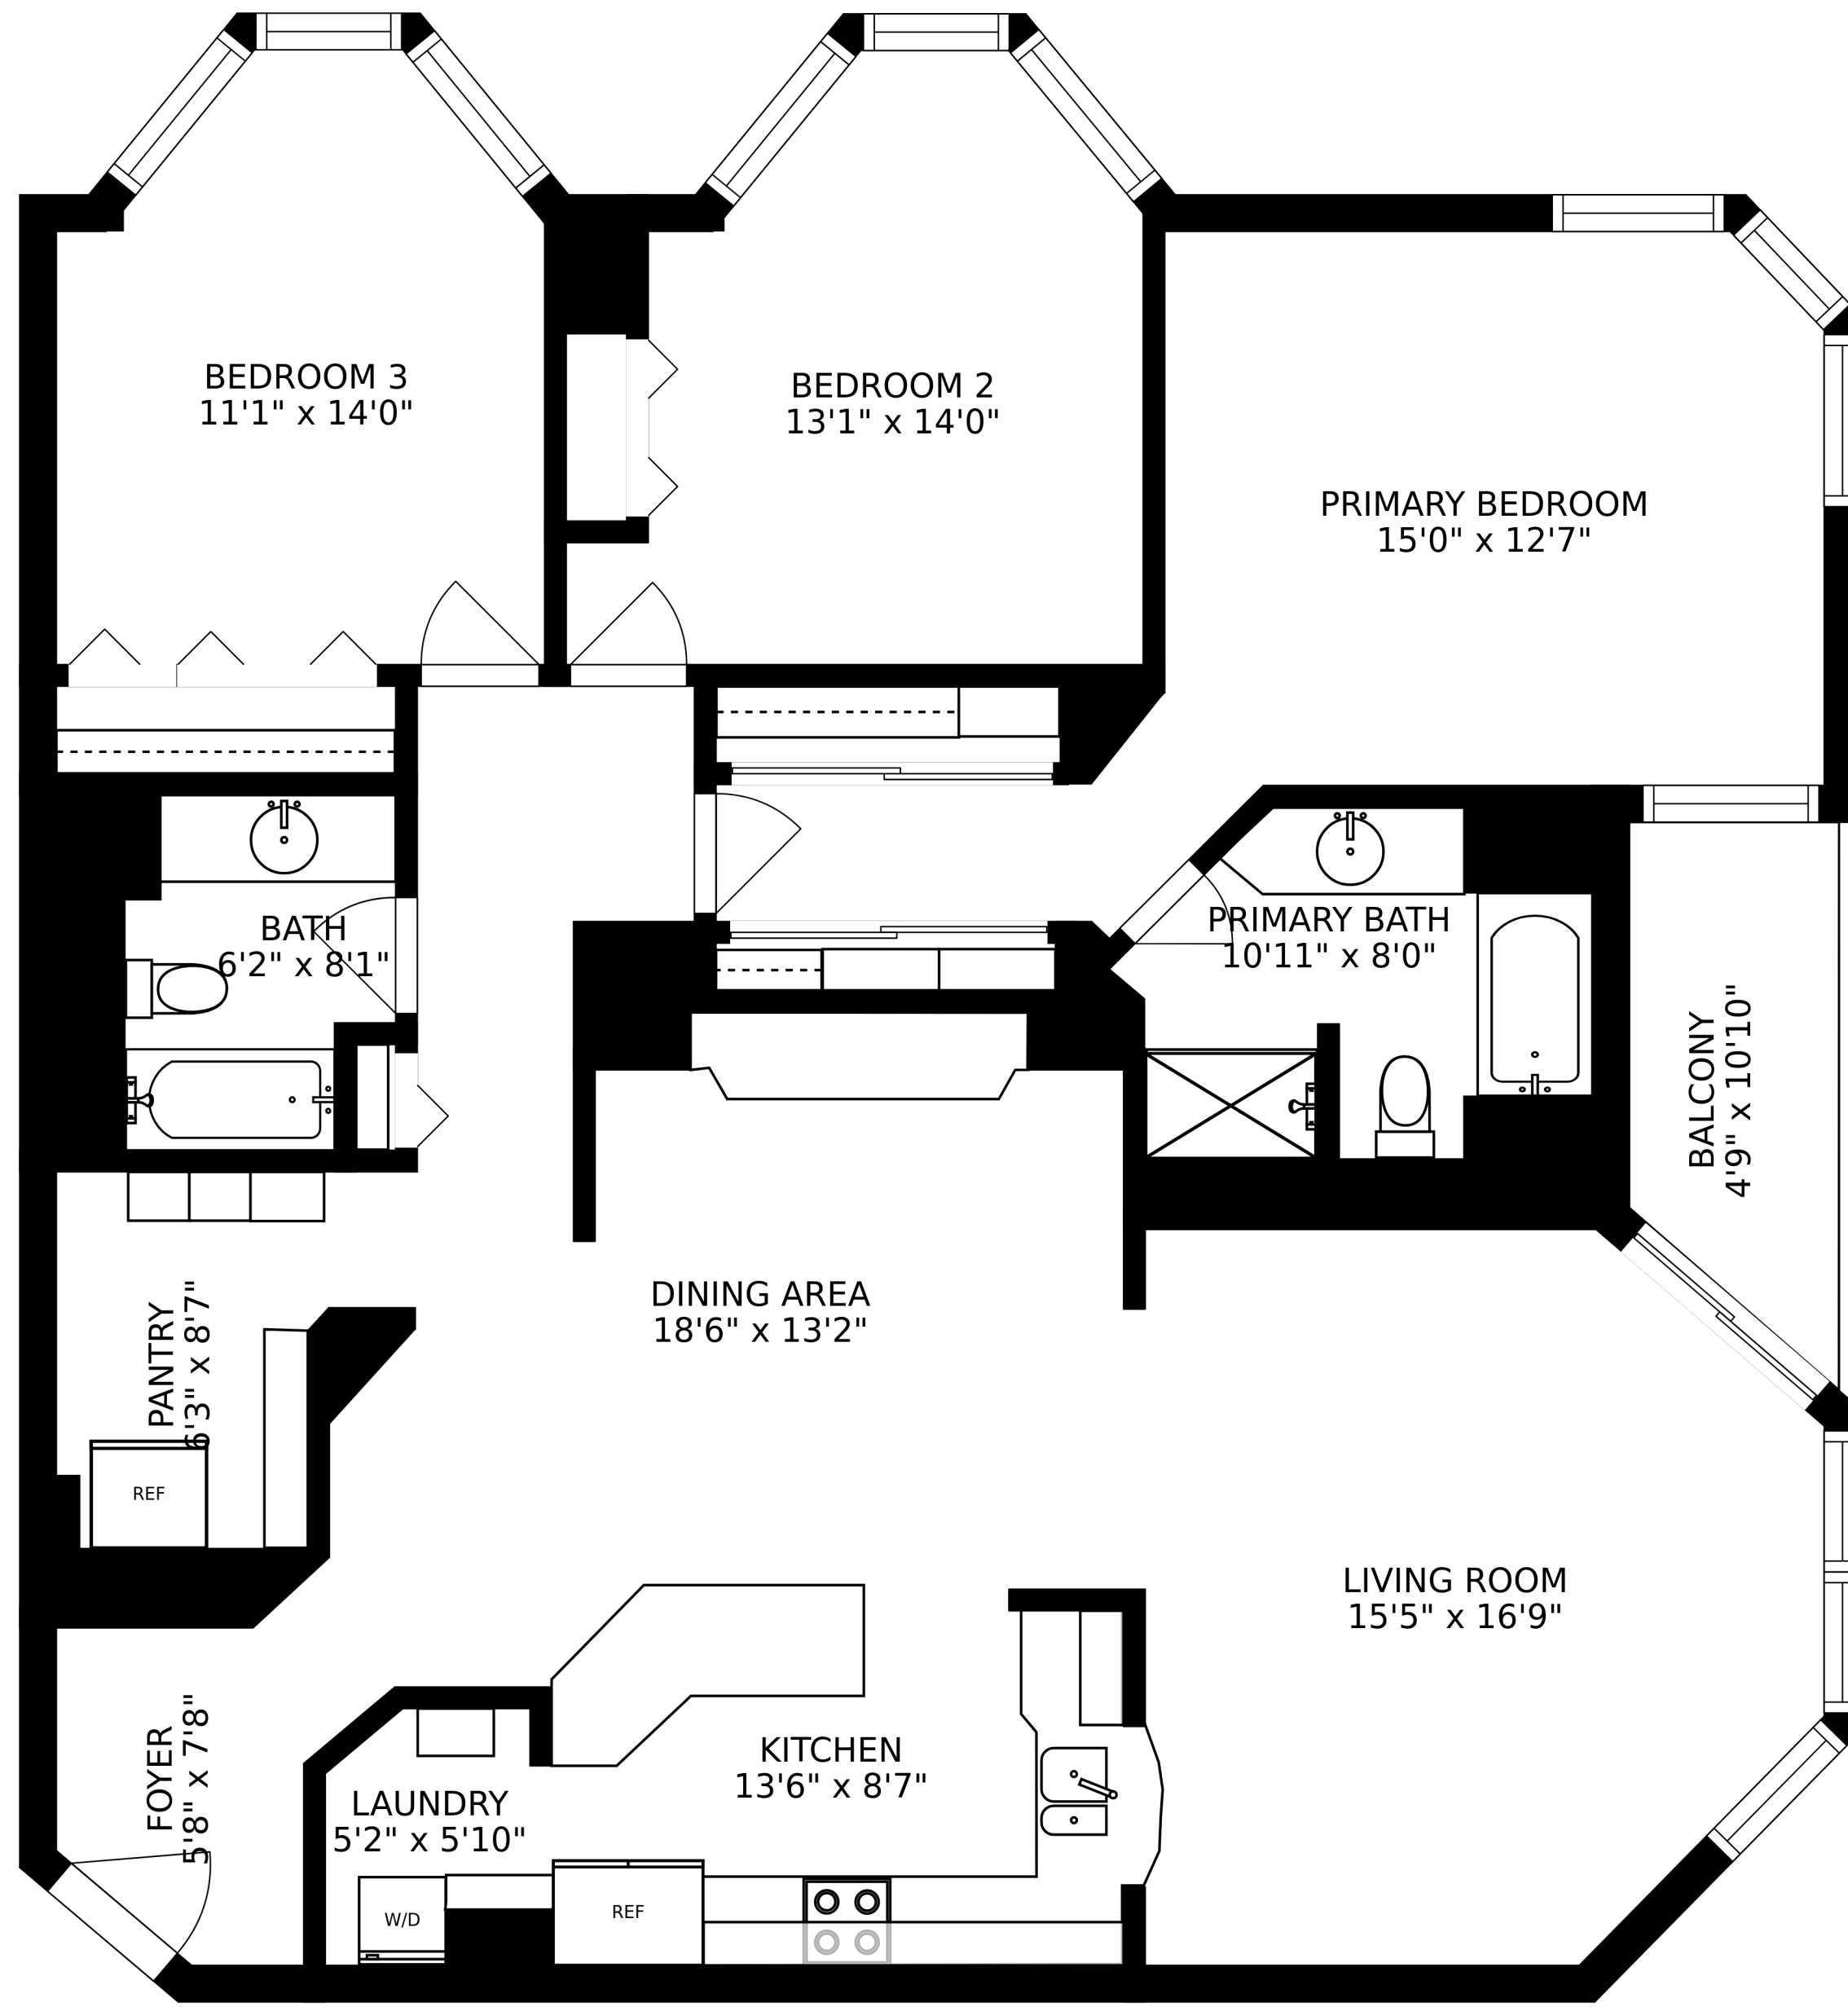 BEDROOM 3
11'1" x 14'0"
BEDROOM 2
13'1" x 14'0"
PRIMARY BEDROOM
15'0" x 12'7"
BATH
6'2" x 8'1"
PRIMARY BATH
10'11" x 8'0"
BALCONY
4'9" x 10'10"
DINING AREA
18'6" x 13'2"
PANTRY
6'3" x 8'7"
REF
LIVING ROOM
15'5" x 16'9"
FOYER
5'8" x 7'8"
KITCHEN
13'6" x 8'7"
LAUNDRY
5'2" x 5'10"
W/D
REF